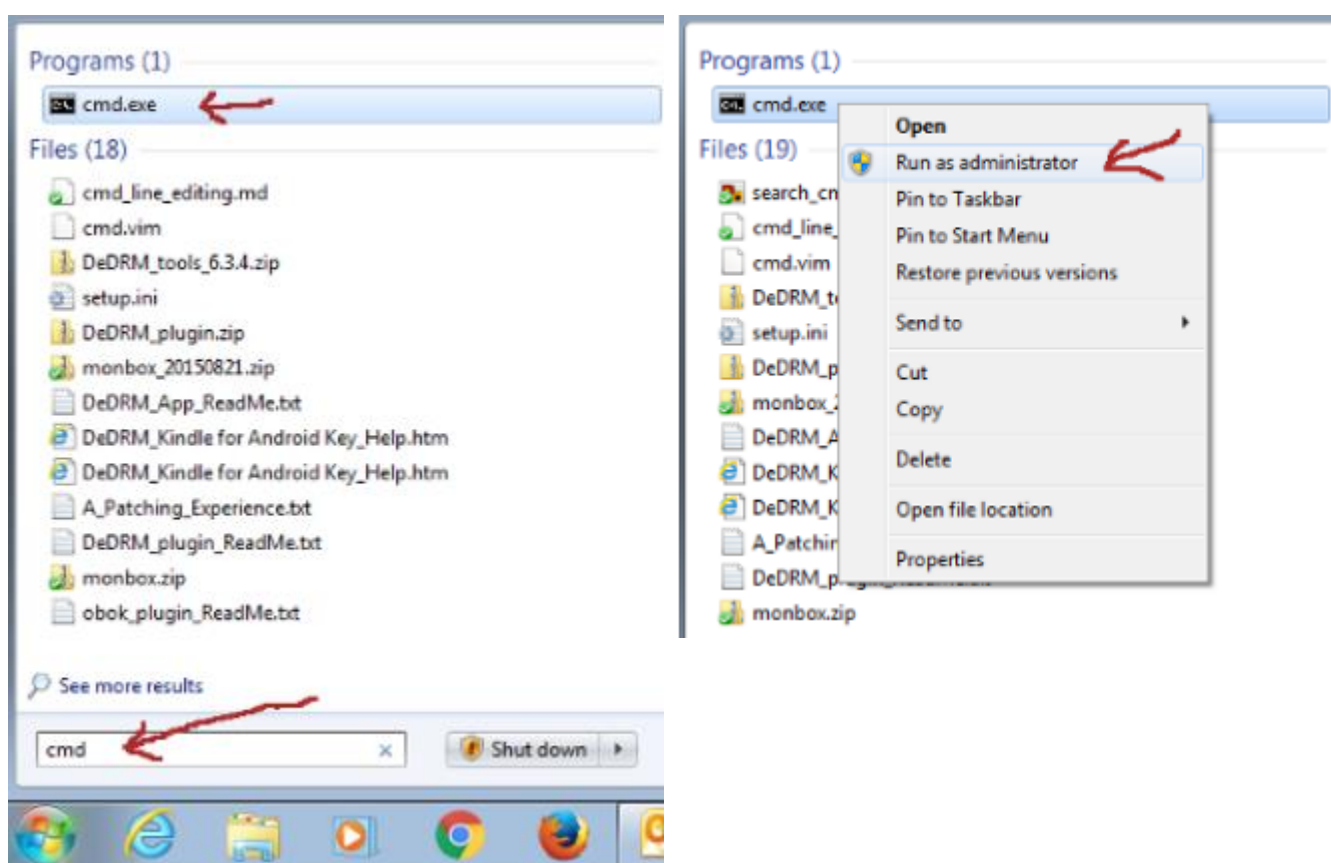 Programs (1)
cmd.exe
Files (18)
cmd_line_editing.md
cmd.vim
DeDRM_tools_6.3.4.zip
setup.ini
DeDRM_plugin.zip
monbox_20150821.zip
DeDRM_App_ReadMe.txt
DeDRM_Kindle for Android Key_Help.htm
DeDRM_Kindle for Android Key_Help.htm
A_Patching_Experience.txt
DeDRM_plugin_ReadMe.txt
monbox.zip
obok_plugin_ReadMe.txt
See more results
cmd
Shut down
Programs (1)
cmd.exe
Files (19)
search_cm
cmd_line_
cmd.vim
DeDRM_to
setup.ini
DeDRM_p
monbox_2
DeDRM_A
DeDRM_K
DeDRM_K
A_Patchin
DeDRM_p
monbox.zip
Open
Run as administrator
Pin to Taskbar
Pin to Start Menu
Restore previous versions
Send to
Cut
Copy
Delete
Open file location
Properties